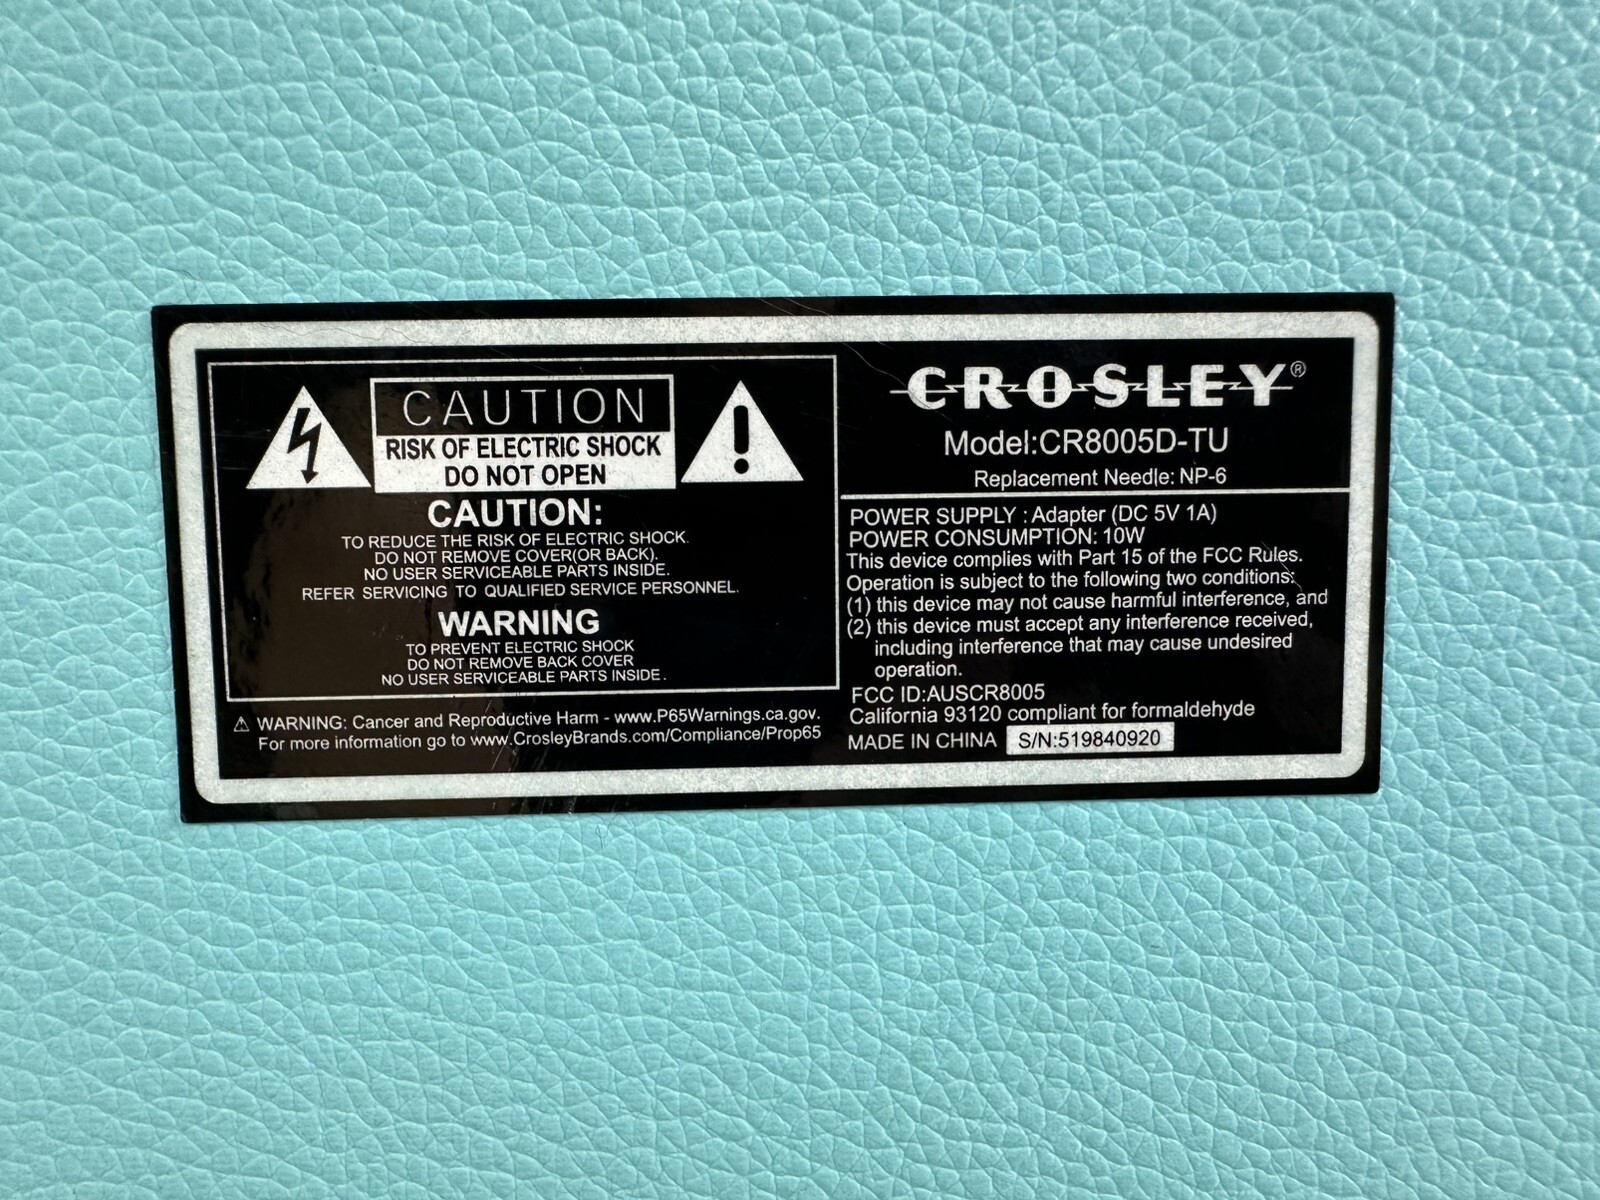 CAUTION
RISK OF ELECTRIC SHOCK
DO NOT OPEN
CAUTION:
TO REDUCE THE RISK OF ELECTRIC SHOCK.
DO NOT REMOVE COVER(OR BACK).
NO USER SERVICEABLE PARTS INSIDE.
REFER SERVICING TO QUALIFIED SERVICE PERSONNEL.
WARNING
TO PREVENT ELECTRIC SHOCK
DO NOT REMOVE BACK COVER
NO USER SERVICEABLE PARTS INSIDE.
⚠ WARNING: Cancer and Reproductive Harm - www.P65Warnings.ca.gov.
For more information go to www.CrosleyBrands.com/Compliance/Prop65
CROSLEY®
Model:CR8005D-TU
Replacement Needle: NP-6
POWER SUPPLY : Adapter (DC 5V 1A)
POWER CONSUMPTION: 10W
This device complies with Part 15 of the FCC Rules.
Operation is subject to the following two conditions:
(1) this device may not cause harmful interference, and
(2) this device must accept any interference received,
including interference that may cause undesired
operation.
FCC ID:AUSCR8005
California 93120 compliant for formaldehyde
MADE IN CHINA S/N:519840920